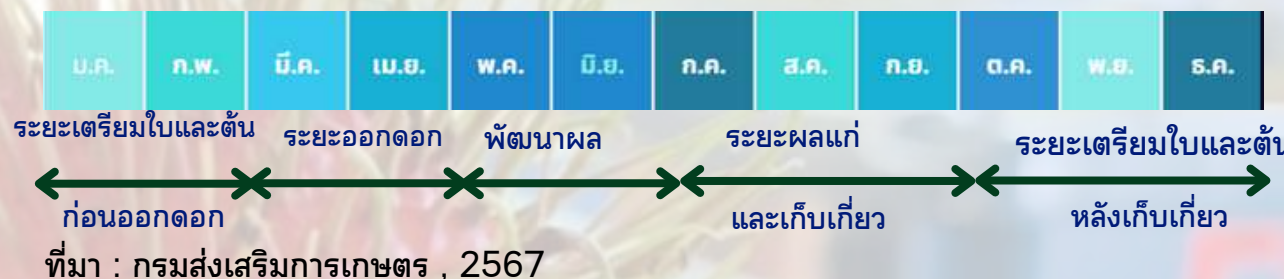 ม.ค. ก.พ. มี.ค. เม.ย. พ.ค. มิ.ย. ก.ค. ส.ค. ก.ย. ต.ค. พ.ย. ธ.ค.
ระยะเตรียมใบและต้น ระยะออกดอก พัฒนาผล ระยะผลแก่ ระยะเตรียมใบและต้น
ก่อนออกดอก และเก็บเกี่ยว หลังเก็บเกี่ยว
ที่มา : กรมส่งเสริมการเกษตร , 2567